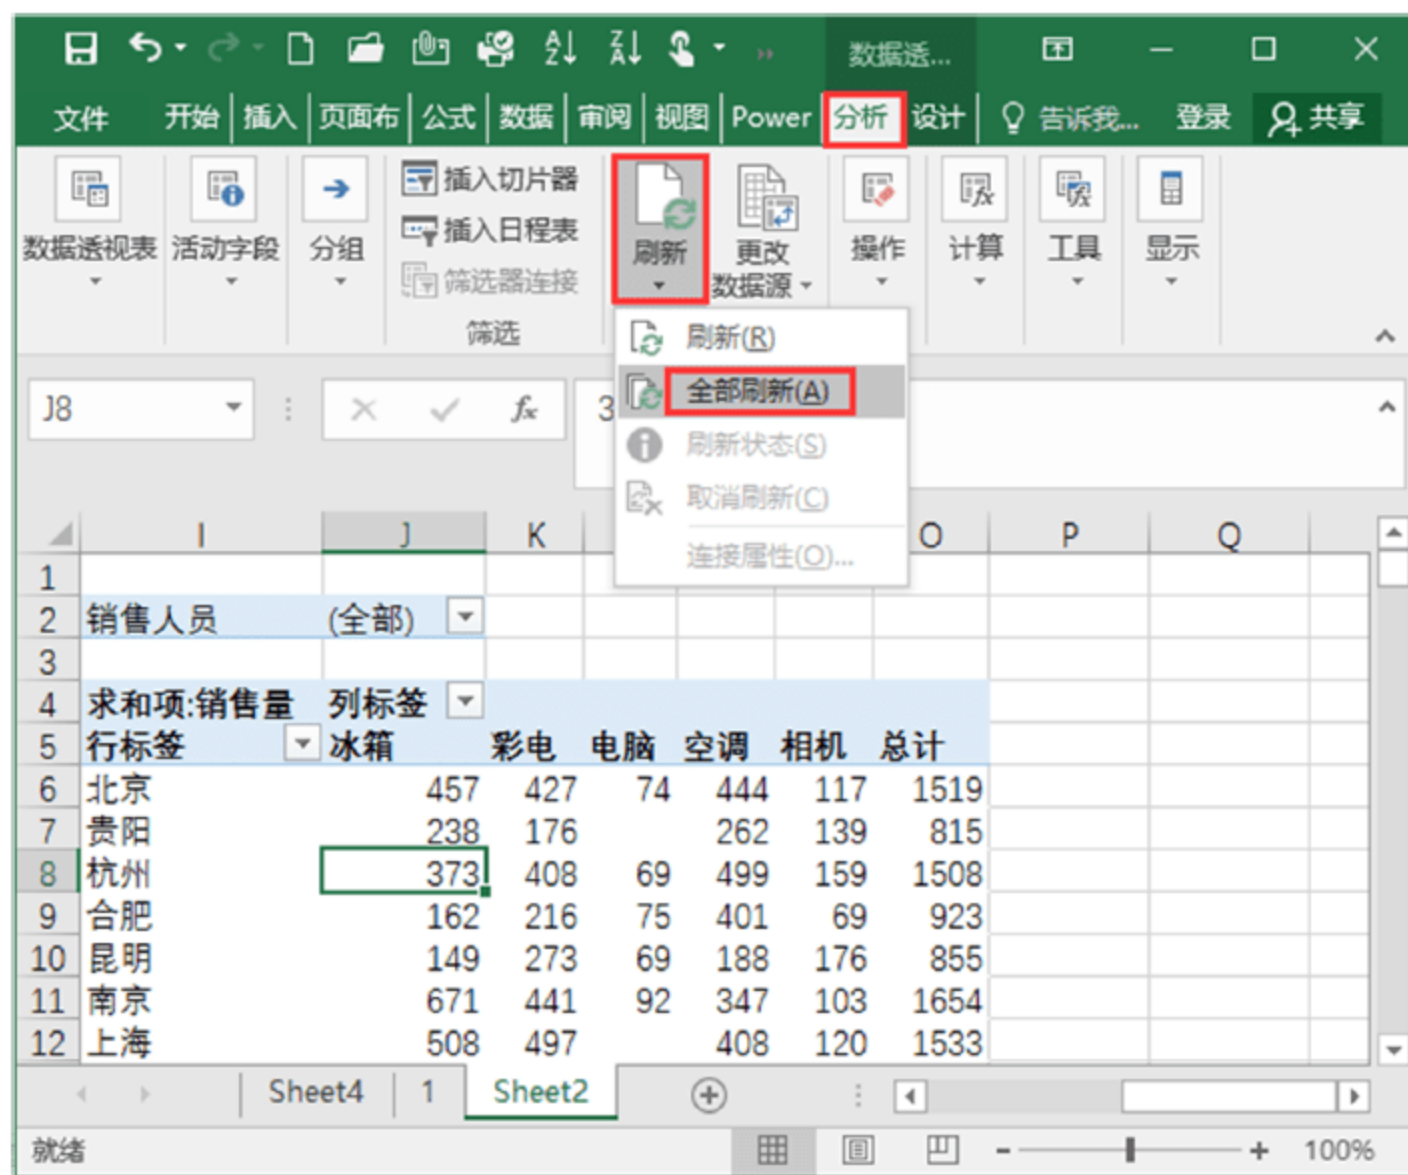 数据透...
文件 开始 插入 页面布 公式 数据 审阅 视图 Power 分析 设计 告诉我... 登录 共享
数据透视表 活动字段 分组 插入切片器 刷新 更改 操作 计算 工具 显示
插入日程表 数据源
筛选器连接
筛选
刷新(R)
全部刷新(A)
刷新状态(S)
取消刷新(C)
连接属性(O)...
J8 fx 3
I J K O P Q
1
2 销售人员 (全部)
3
4 求和项:销售量 列标签
5 行标签 冰箱 彩电 电脑 空调 相机 总计
6 北京 457 427 74 444 117 1519
7 贵阳 238 176 262 139 815
8 杭州 373 408 69 499 159 1508
9 合肥 162 216 75 401 69 923
10 昆明 149 273 69 188 176 855
11 南京 671 441 92 347 103 1654
12 上海 508 497 408 120 1533
Sheet4 1 Sheet2
就绪 100%